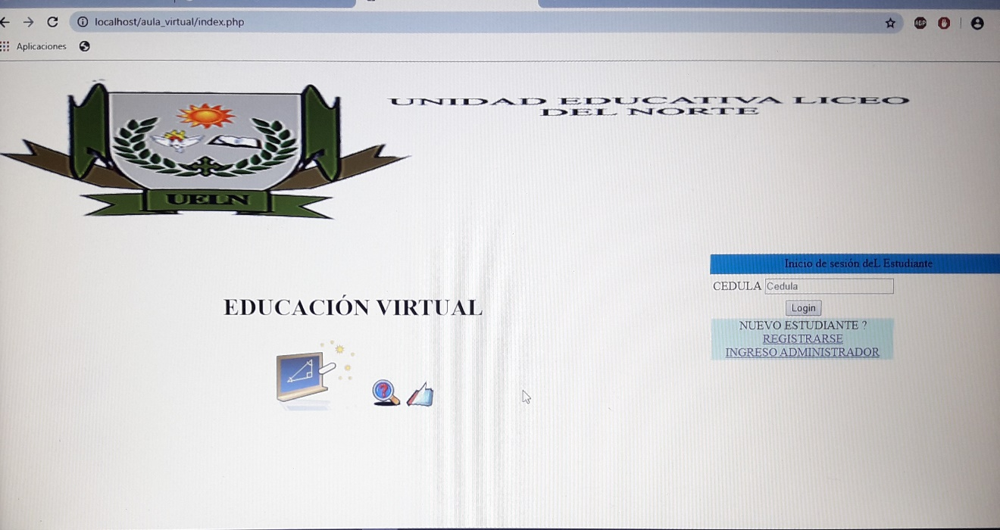 localhost/aula_virtual/index.php
ABP
Aplicaciones
UNIDAD EDUCATIVA LICEO
DEL NORTE
UELN
Inicio de sesión deL Estudiante
CEDULA Cedula
Login
EDUCACIÓN VIRTUAL
NUEVO ESTUDIANTE ?
REGISTRARSE
INGRESO ADMINISTRADOR
?